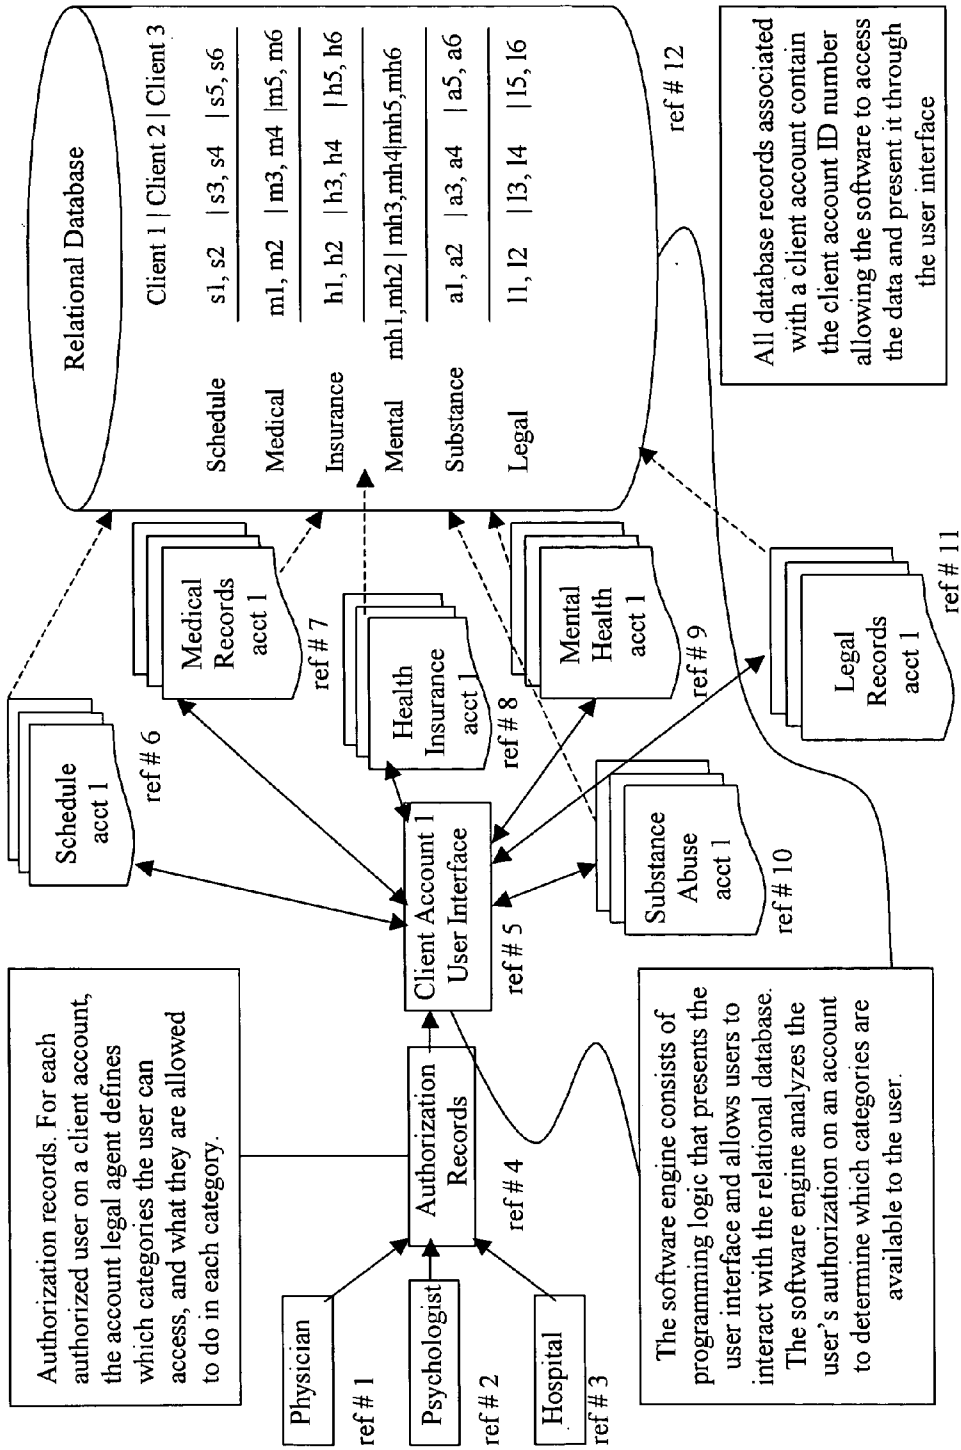 Authorization records. For each
authorized user on a client account,
the account legal agent defines
which categories the user can
access, and what they are allowed
to do in each category.
Physician
ref # 1
Psychologist
ref # 2
Hospital
ref # 3
Authorization
Records
ref # 4
Client Account 1
User Interface
ref # 5
Schedule
acct 1
ref # 6
Medical
Records
acct 1
ref # 7
Health
Insurance
acct 1
ref # 8
Mental
Health
acct 1
ref # 9
Substance
Abuse
acct 1
ref # 10
Legal
Records
acct 1
ref # 11
Relational Database
Client 1 | Client 2 | Client 3
Schedule s1, s2 | s3, s4 | s5, s6
Medical m1, m2 | m3, m4 |m5, m6
Insurance h1, h2 | h3, h4 | h5, h6
Mental mh1,mh2 | mh3,mh4|mh5,mh6
Substance a1, a2 | a3, a4 | a5, a6
Legal l1, l2 | l3, l4 | l5, l6
ref # 12
The software engine consists of
programming logic that presents the
user interface and allows users to
interact with the relational database.
The software engine analyzes the
user's authorization on an account
to determine which categories are
available to the user.
All database records associated
with a client account contain
the client account ID number
allowing the software to access
the data and present it through
the user interface